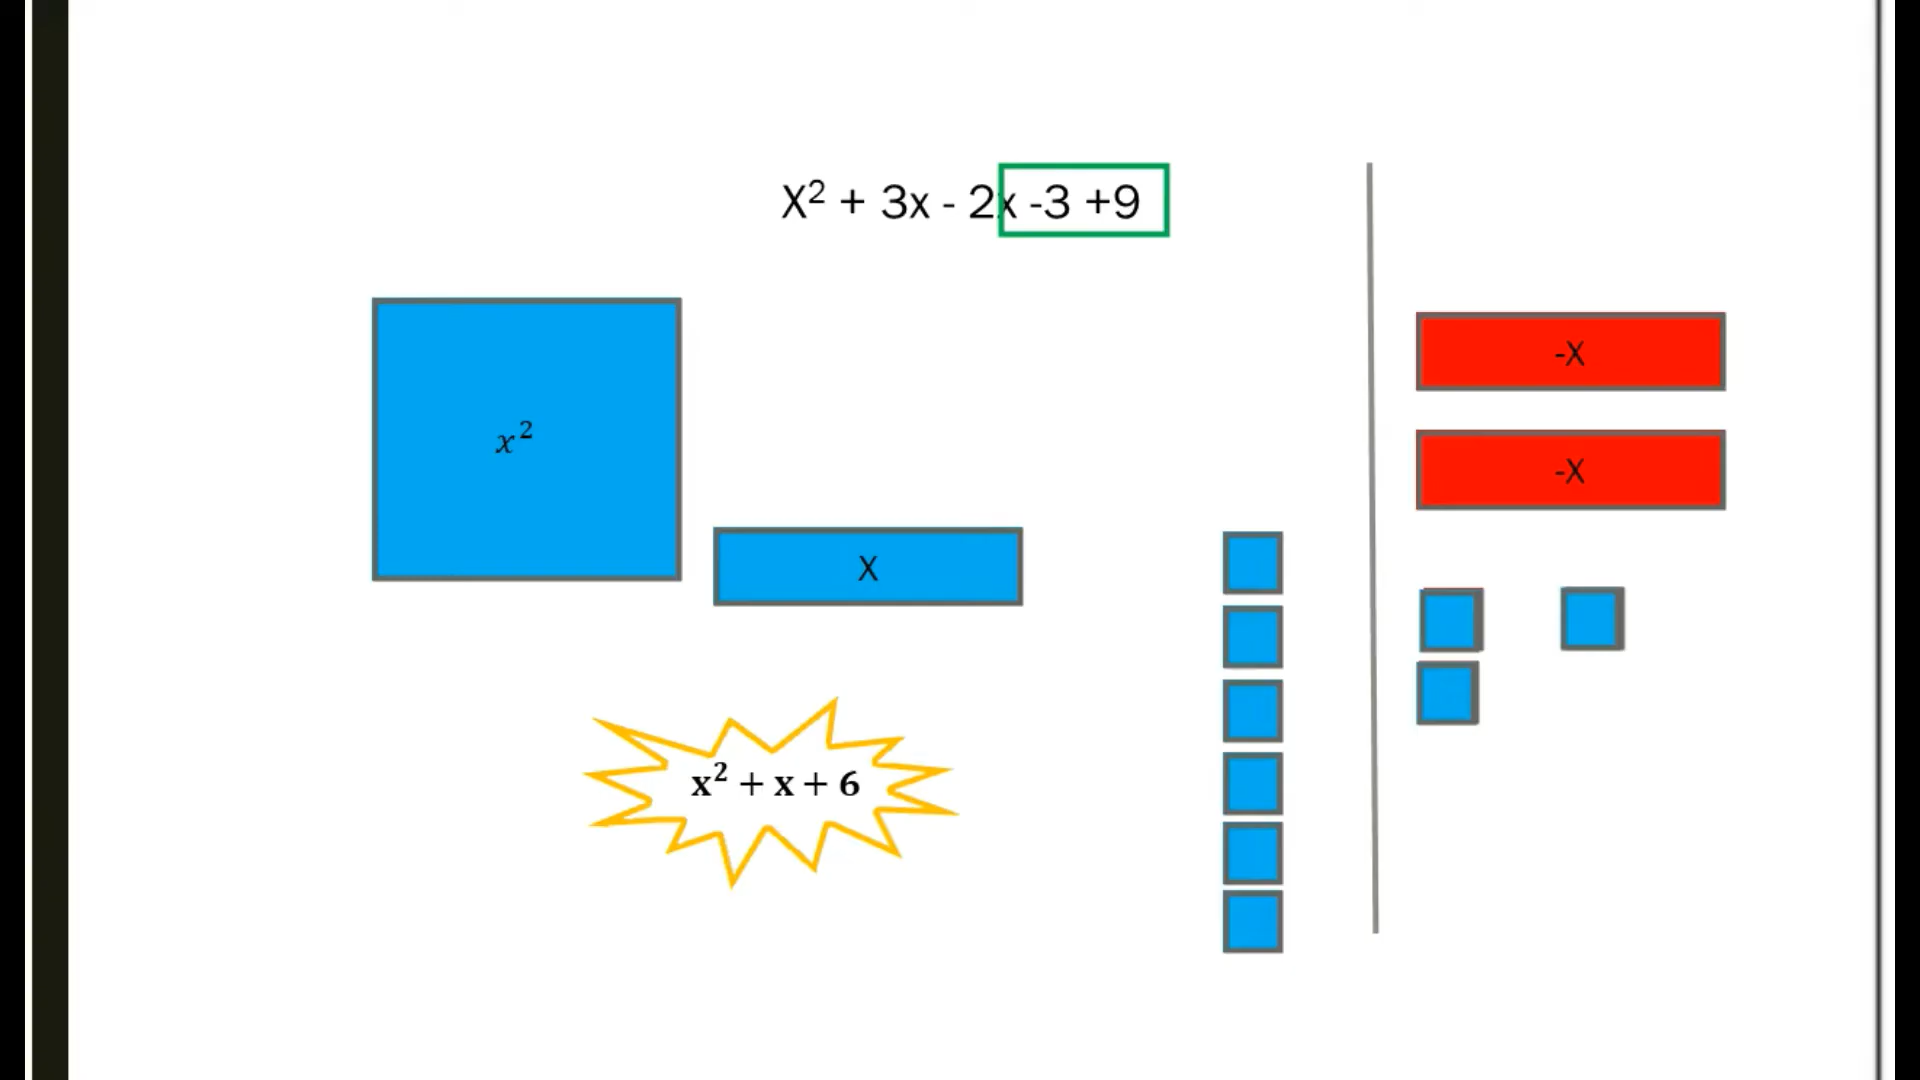 X² + 3x - 2x -3 +9
-X
x²
-X
X
x² + x + 6